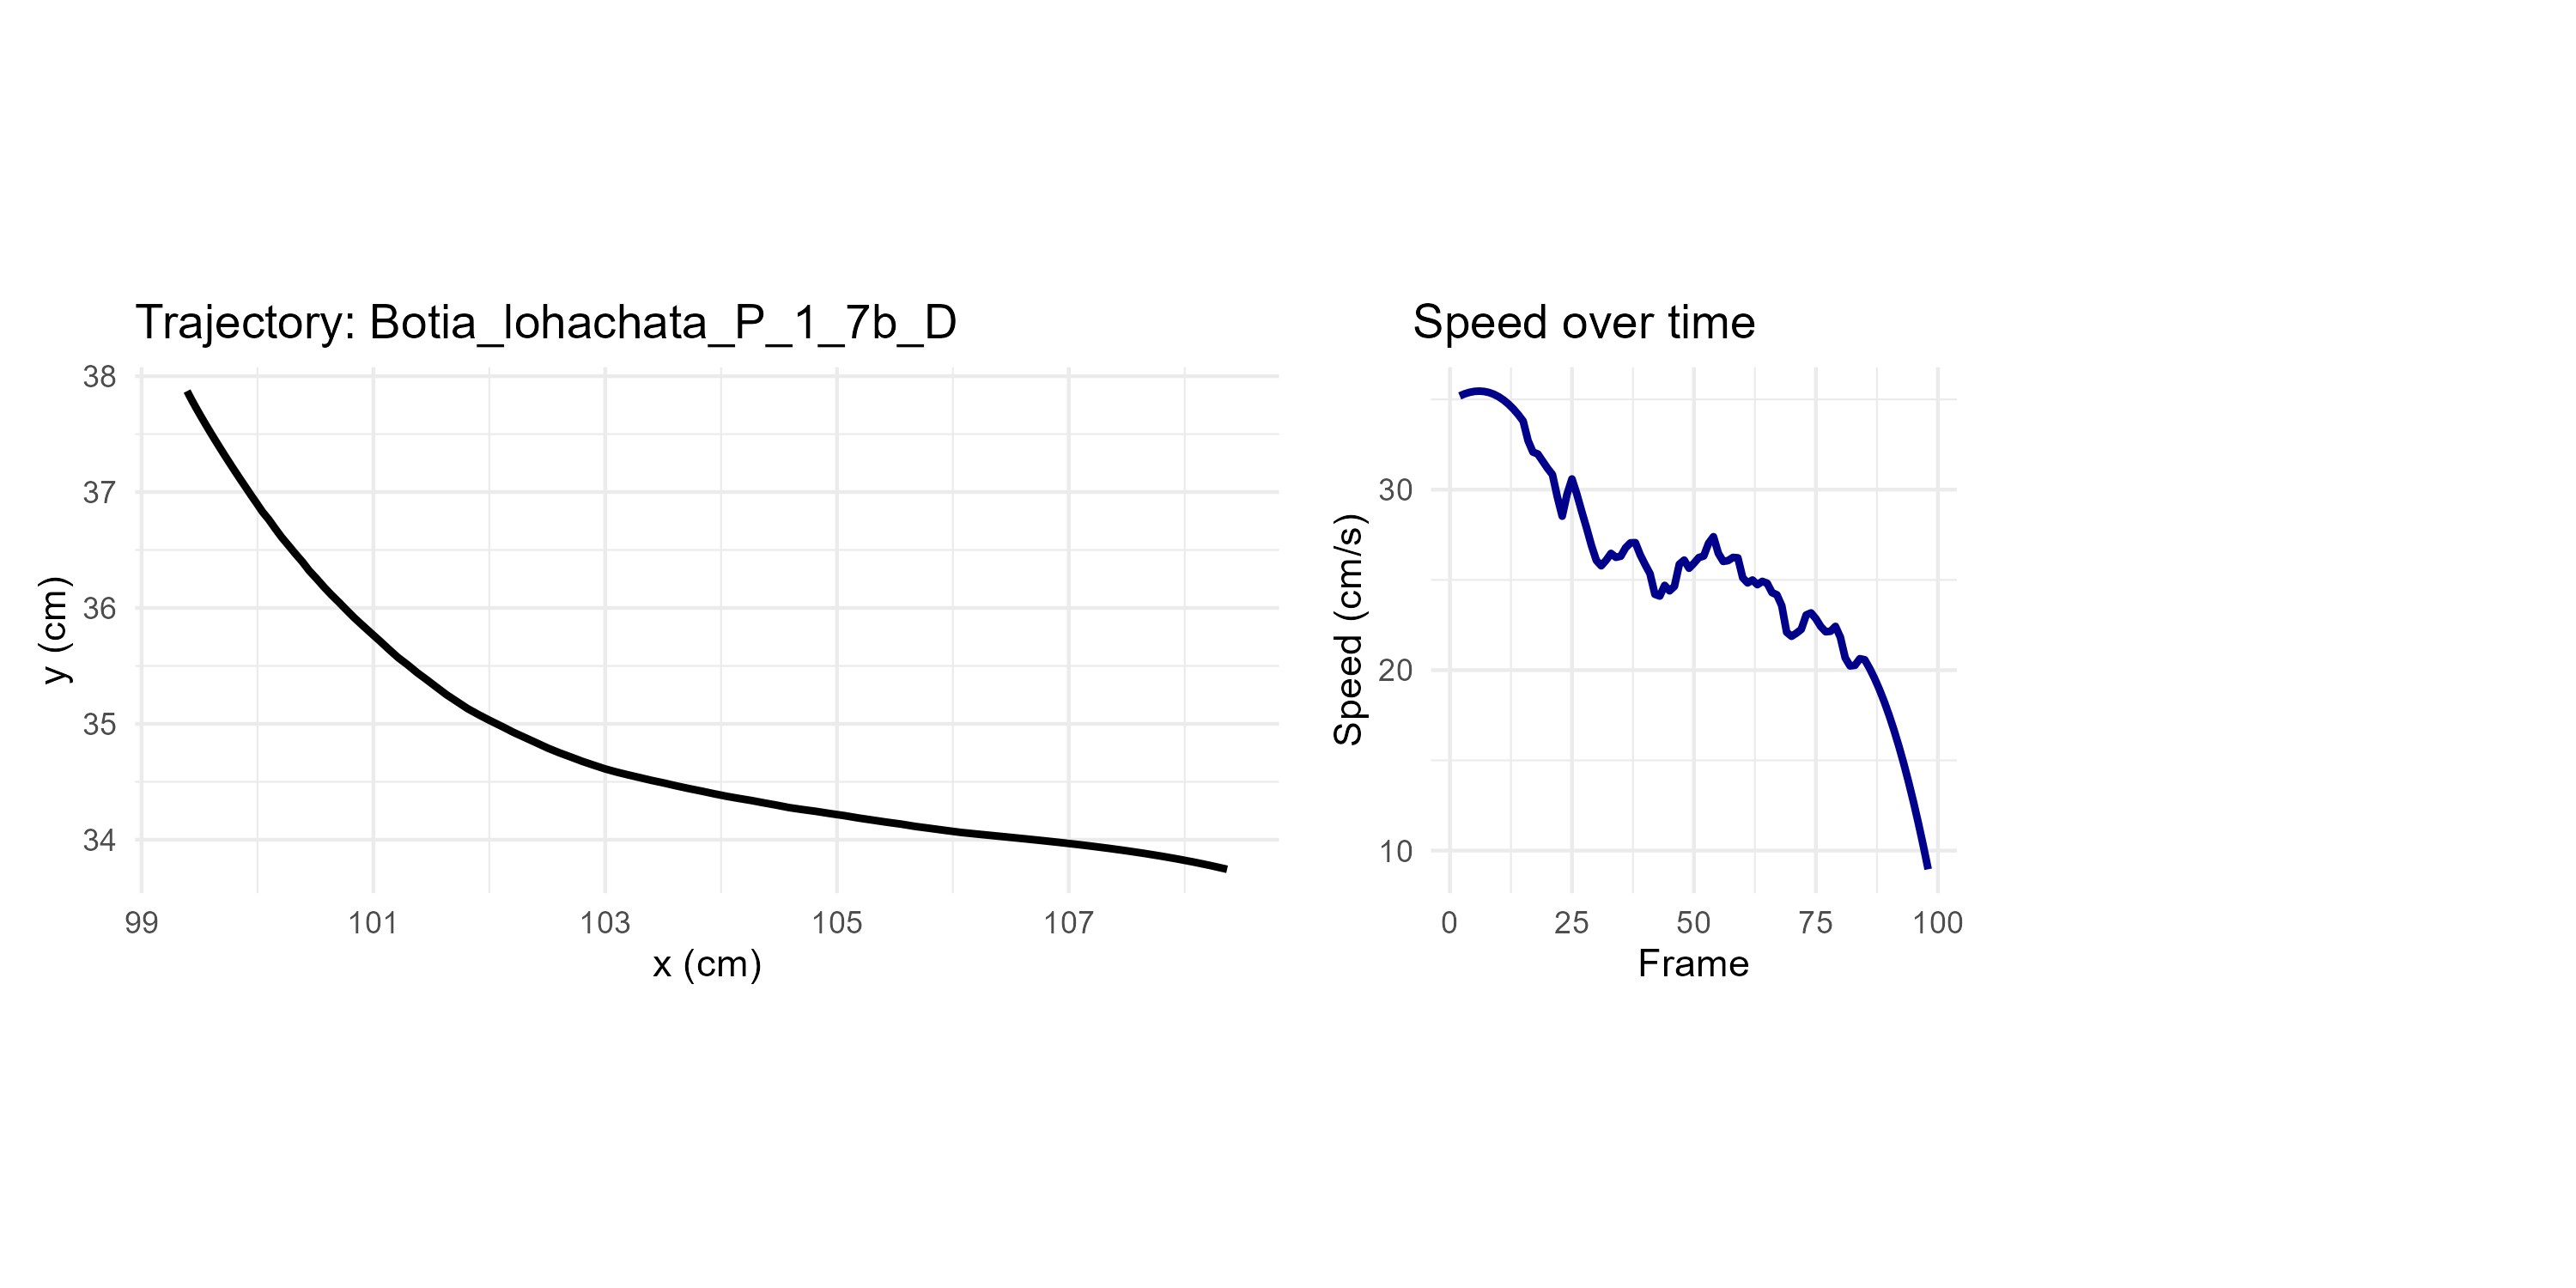 Trajectory: Botia_lohachata_P_1_7b_D
38
37
36
35
34
y (cm)
99 101 103 105 107
x (cm)
Speed over time
30
20
10
Speed (cm/s)
0 25 50 75 100
Frame